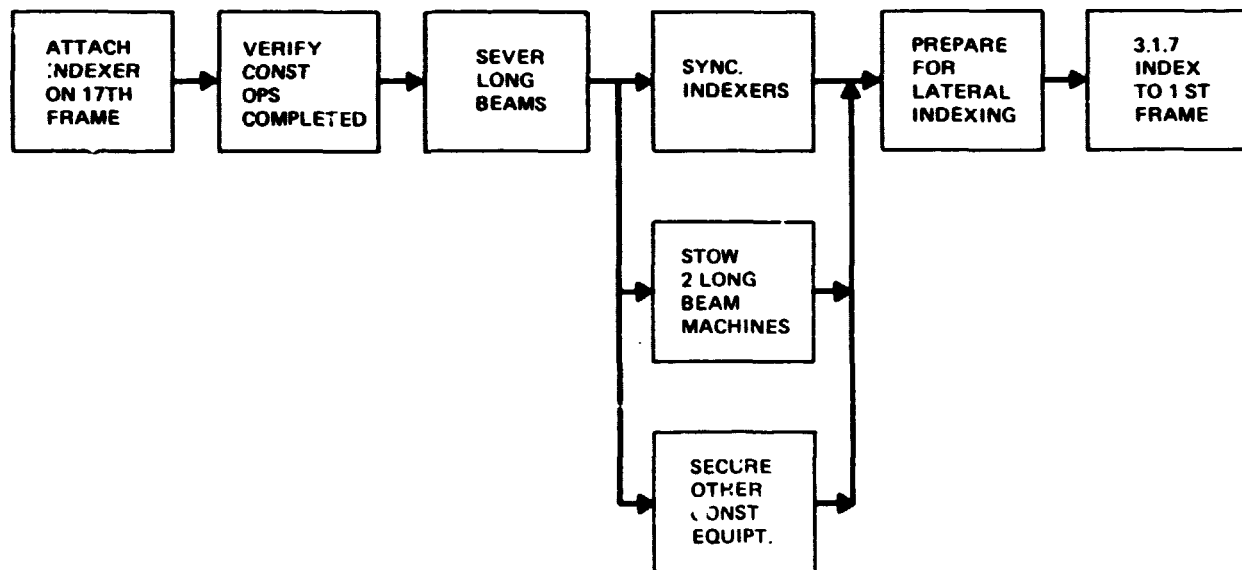 ATTACH
INDEXER
ON 17TH
FRAME
VERIFY
CONST
OPS
COMPLETED
SEVER
LONG
BEAMS
SYNC.
INDEXERS
PREPARE
FOR
LATERAL
INDEXING
3.1.7
INDEX
TO 1 ST
FRAME
STOW
2 LONG
BEAM
MACHINES
SECURE
OTHER
CONST
EQUIPT.